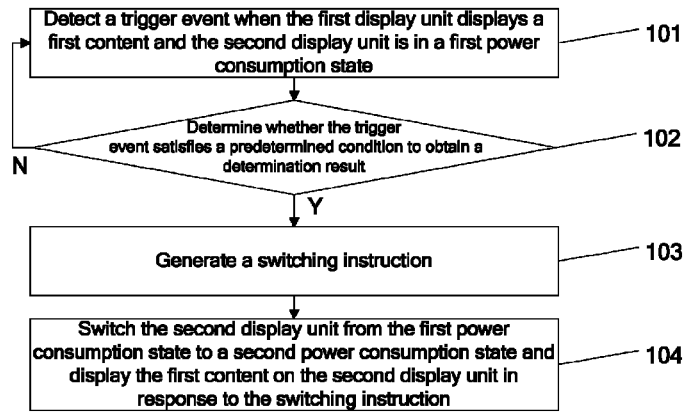 Detect a trigger event when the first display unit displays a
first content and the second display unit is in a first power
consumption state
101
Determine whether the trigger
event satisfies a predetermined condition to obtain a
determination result
102
N
Y
Generate a switching instruction
103
Switch the second display unit from the first power
consumption state to a second power consumption state and
display the first content on the second display unit in
response to the switching instruction
104